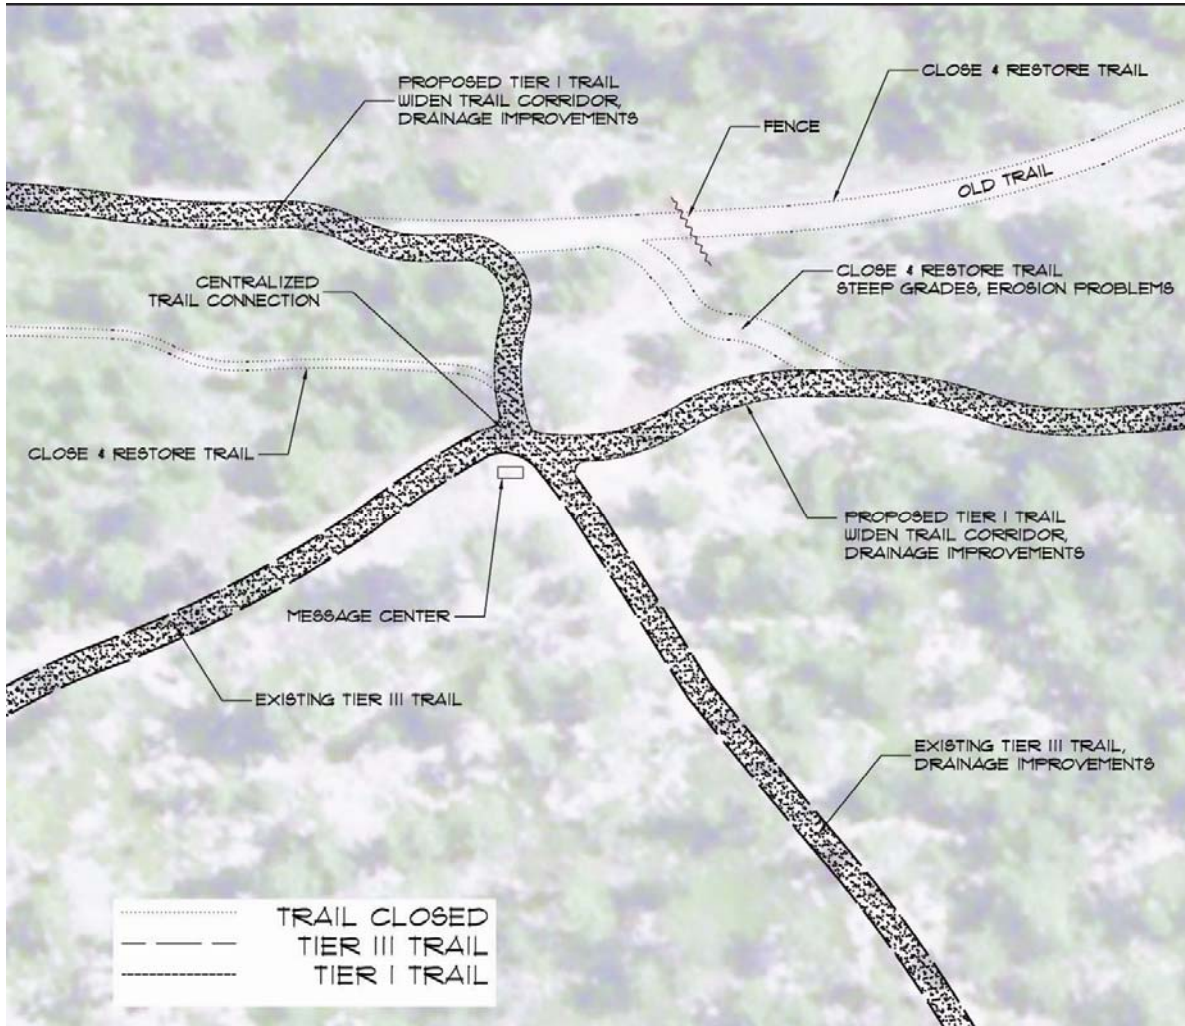 CLOSE & RESTORE TRAIL
PROPOSED TIER I TRAIL
WIDEN TRAIL CORRIDOR,
DRAINAGE IMPROVEMENTS
FENCE
OLD TRAIL
CENTRALIZED
TRAIL CONNECTION
CLOSE & RESTORE TRAIL
STEEP GRADES, EROSION PROBLEMS
CLOSE & RESTORE TRAIL
PROPOSED TIER I TRAIL
WIDEN TRAIL CORRIDOR,
DRAINAGE IMPROVEMENTS
MESSAGE CENTER
EXISTING TIER III TRAIL
EXISTING TIER III TRAIL,
DRAINAGE IMPROVEMENTS
TRAIL CLOSED
TIER III TRAIL
TIER I TRAIL